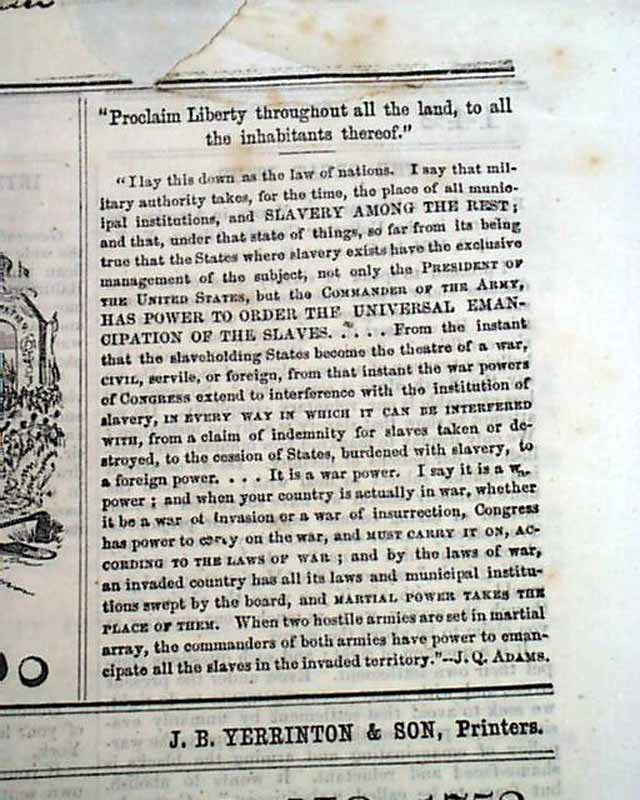 "Proclaim Liberty throughout all the land, to all
the inhabitants thereof."
"I lay this down as the law of nations. I say that mil-
itary authority takes, for the time, the place of all munic-
ipal institutions, and SLAVERY AMONG THE REST;
and that, under that state of things, so far from its being
true that the States where slavery exists have the exclusive
management of the subject, not only the PRESIDENT OF
THE UNITED STATES, but the COMMANDER OF THE ARMY,
HAS POWER TO ORDER THE UNIVERSAL EMAN-
CIPATION OF THE SLAVES. . . . . From the instant
that the slaveholding States become the theatre of a war,
CIVIL, servile, or foreign, from that instant the war powers
of CONGRESS extend to interference with the institution of
slavery, IN EVERY WAY IN WHICH IT CAN BE INTERFERED
WITH, from a claim of indemnity for slaves taken or de-
stroyed, to the cession of States, burdened with slavery, to
a foreign power. . . . It is a war power. I say it is a
power; and when your country is actually in war, whether
it be a war of invasion or a war of insurrection, Congress
has power to carry on the war, and MUST CARRY IT ON, AC-
CORDING TO THE LAWS OF WAR; and by the laws of war,
an invaded country has all its laws and municipal institu-
tions swept by the board, and MARTIAL POWER TAKES THE
PLACE OF THEM. When two hostile armies are set in martial
array, the commanders of both armies have power to eman-
cipate all the slaves in the invaded territory."—J. Q. ADAMS.
J. B. YERRINTON & SON, Printers.